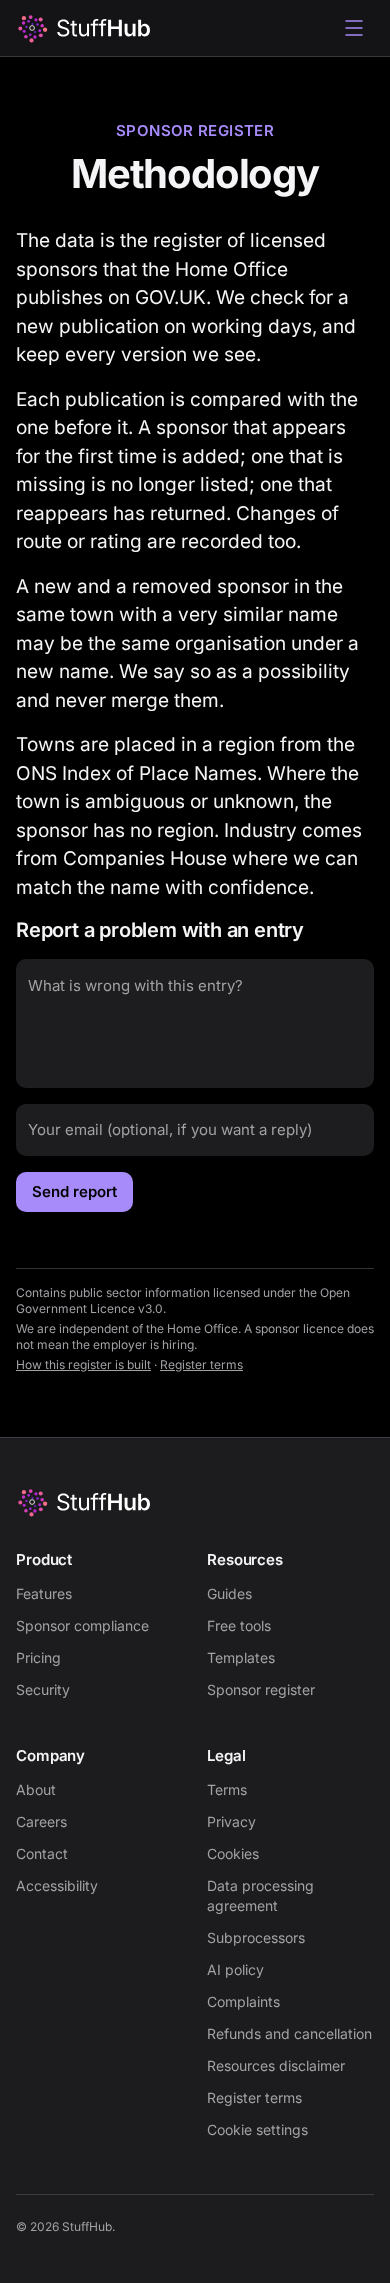 StuffHub
SPONSOR REGISTER
Methodology
The data is the register of licensed
sponsors that the Home Office
publishes on GOV.UK. We check for a
new publication on working days, and
keep every version we see.
Each publication is compared with the
one before it. A sponsor that appears
for the first time is added; one that is
missing is no longer listed; one that
reappears has returned. Changes of
route or rating are recorded too.
A new and a removed sponsor in the
same town with a very similar name
may be the same organisation under a
new name. We say so as a possibility
and never merge them.
Towns are placed in a region from the
ONS Index of Place Names. Where the
town is ambiguous or unknown, the
sponsor has no region. Industry comes
from Companies House where we can
match the name with confidence.
Report a problem with an entry
What is wrong with this entry?
Your email (optional, if you want a reply)
Send report
Contains public sector information licensed under the Open
Government Licence v3.0.
We are independent of the Home Office. A sponsor licence does
not mean the employer is hiring.
How this register is built · Register terms
StuffHub
Product
Features
Sponsor compliance
Pricing
Security
Resources
Guides
Free tools
Templates
Sponsor register
Company
About
Careers
Contact
Accessibility
Legal
Terms
Privacy
Cookies
Data processing
agreement
Subprocessors
AI policy
Complaints
Refunds and cancellation
Resources disclaimer
Register terms
Cookie settings
© 2026 StuffHub.